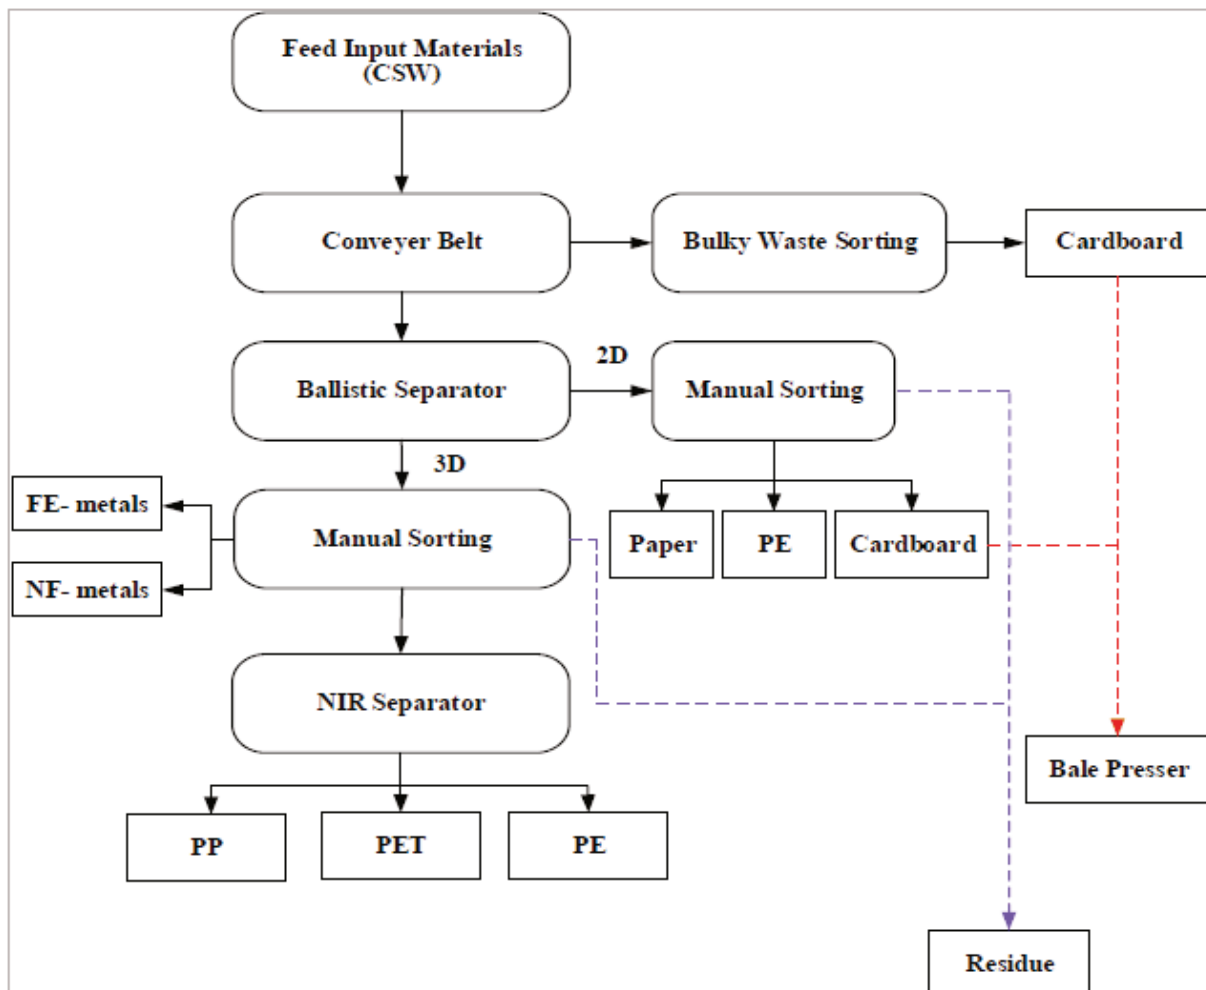 Feed Input Materials
(CSW)
Conveyer Belt
Bulky Waste Sorting
Cardboard
2D
Ballistic Separator
Manual Sorting
3D
FE- metals
Manual Sorting
Paper
PE
Cardboard
NF- metals
NIR Separator
Bale Presser
PP
PET
PE
Residue